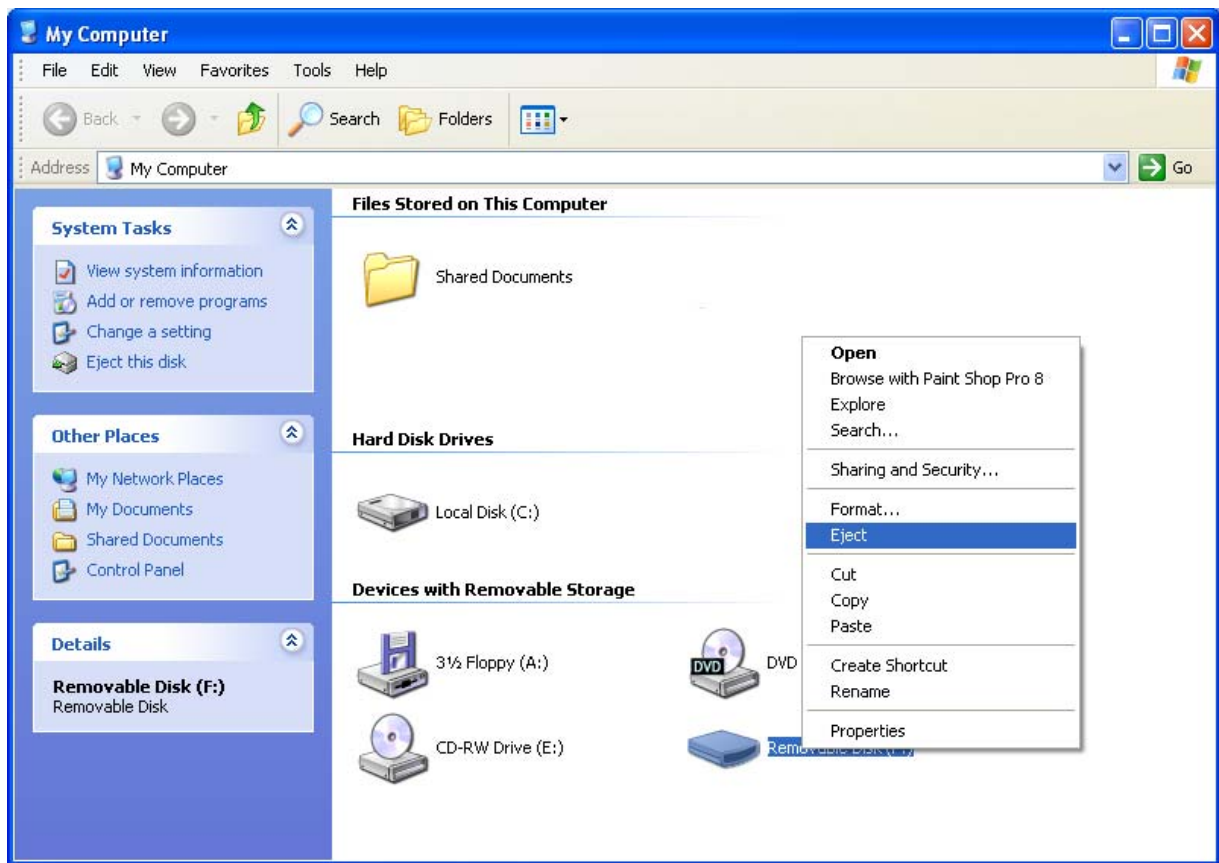 My Computer
File Edit View Favorites Tools Help
Back Search Folders
Address My Computer Go
System Tasks
View system information
Add or remove programs
Change a setting
Eject this disk
Other Places
My Network Places
My Documents
Shared Documents
Control Panel
Details
Removable Disk (F:)
Removable Disk
Files Stored on This Computer
Shared Documents
Hard Disk Drives
Local Disk (C:)
Devices with Removable Storage
3½ Floppy (A:)
DVD
CD-RW Drive (E:)
Removable Disk (F:)
Open
Browse with Paint Shop Pro 8
Explore
Search...
Sharing and Security...
Format...
Eject
Cut
Copy
Paste
Create Shortcut
Rename
Properties